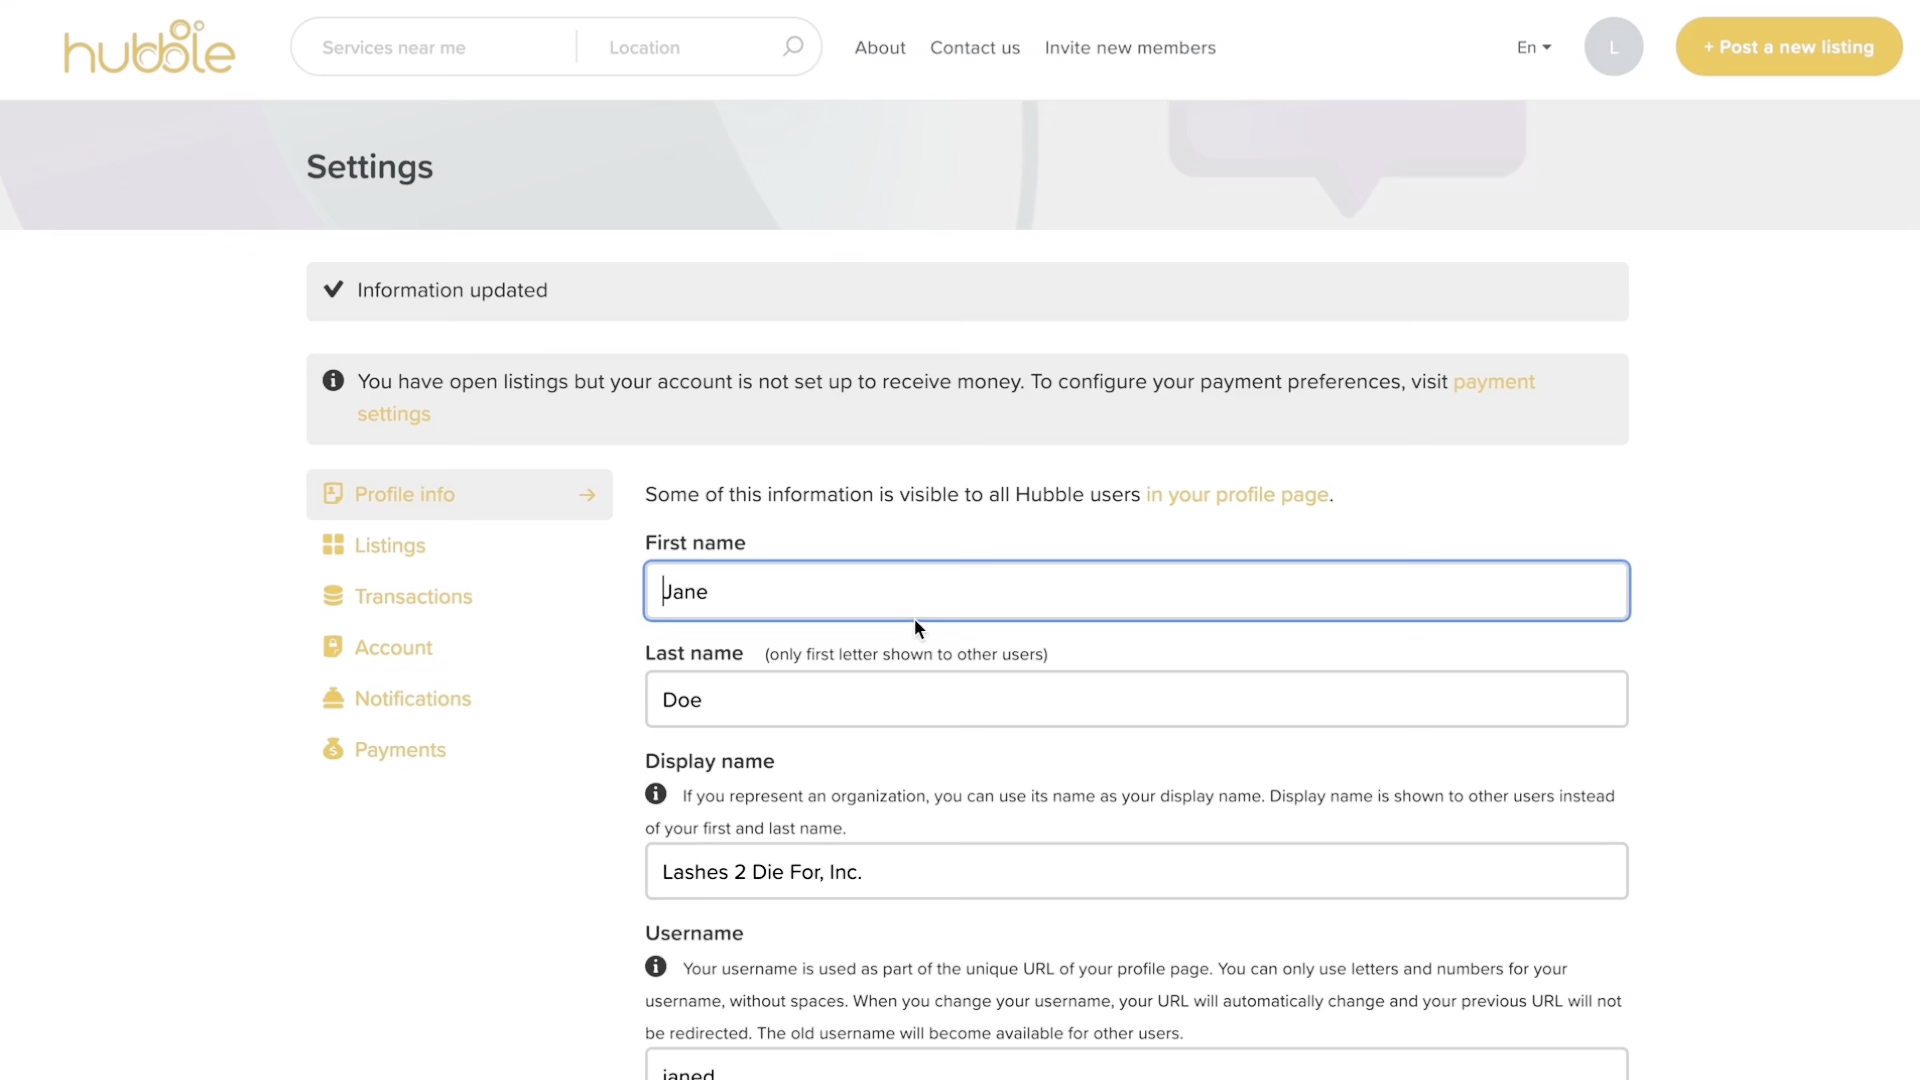 hubble
Services near me
Location
About
Contact us
Invite new members
En
L
+ Post a new listing
Settings
Information updated
You have open listings but your account is not set up to receive money. To configure your payment preferences, visit payment
settings
Profile info
Listings
Transactions
Account
Notifications
Payments
Some of this information is visible to all Hubble users in your profile page.
First name
Jane
Last name (only first letter shown to other users)
Doe
Display name
If you represent an organization, you can use its name as your display name. Display name is shown to other users instead
of your first and last name.
Lashes 2 Die For, Inc.
Username
Your username is used as part of the unique URL of your profile page. You can only use letters and numbers for your
username, without spaces. When you change your username, your URL will automatically change and your previous URL will not
be redirected. The old username will become available for other users.
janed